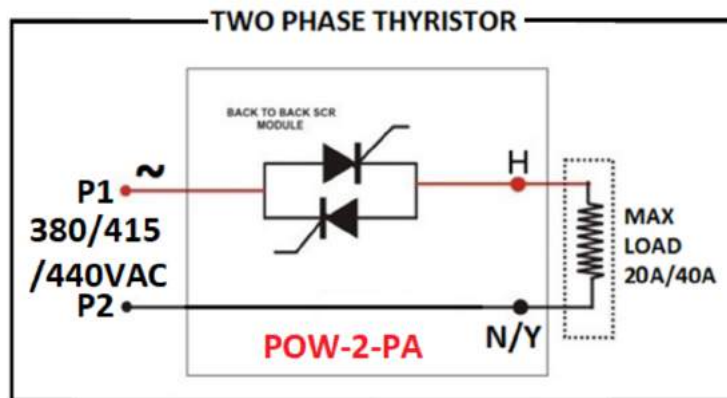 TWO PHASE THYRISTOR
BACK TO BACK SCR
MODULE
~
P1
380/415
/440VAC
P2
H
N/Y
MAX
LOAD
20A/40A
POW-2-PA